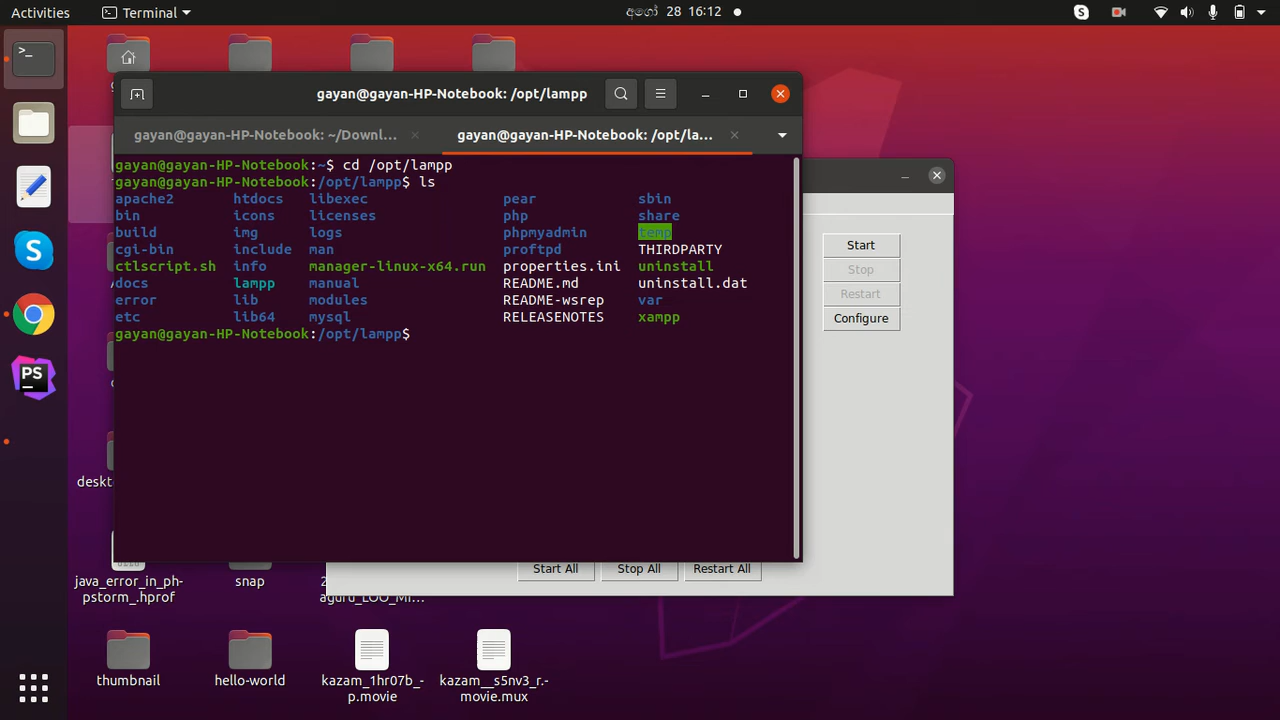 Activities
Terminal
අගෝ 28 16:12
gayan@gayan-HP-Notebook: /opt/lampp
gayan@gayan-HP-Notebook: ~/Downl...
gayan@gayan-HP-Notebook: /opt/la...
gayan@gayan-HP-Notebook:~$ cd /opt/lampp
gayan@gayan-HP-Notebook:/opt/lampp$ ls
apache2 htdocs libexec pear sbin
bin icons licenses php share
build img logs phpmyadmin temp
cgi-bin include man proftpd THIRDPARTY
ctlscript.sh info manager-linux-x64.run properties.ini uninstall
docs lampp manual README.md uninstall.dat
error lib modules README-wsrep var
etc lib64 mysql RELEASENOTES xampp
gayan@gayan-HP-Notebook:/opt/lampp$
Start
Stop
Restart
Configure
Start All
Stop All
Restart All
PS
java_error_in_ph-
pstorm_.hprof
snap
thumbnail
hello-world
kazam_1hr07b_-
p.movie
kazam__s5nv3_r.-
movie.mux